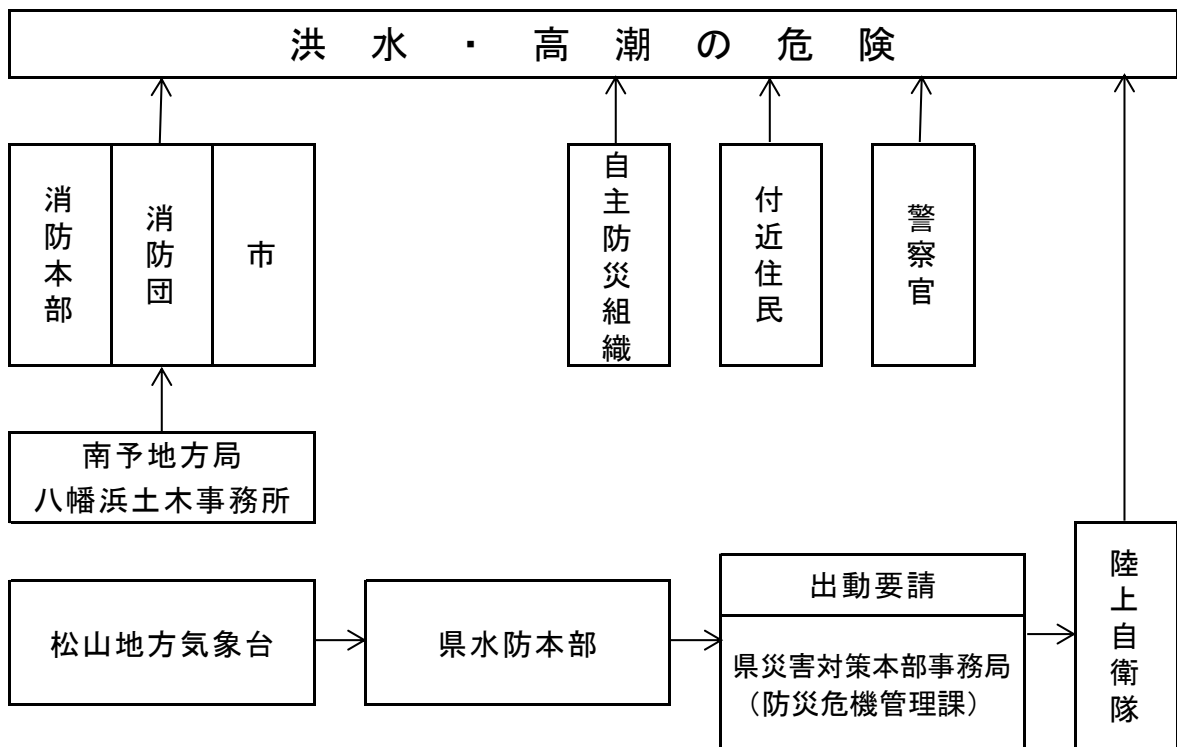 洪水・高潮の危険
消防本部
消防団
市
自主防災組織
付近住民
警察官
南予地方局
八幡浜土木事務所
松山地方気象台
県水防本部
出動要請
県災害対策本部事務局
（防災危機管理課）
陸上自衛隊